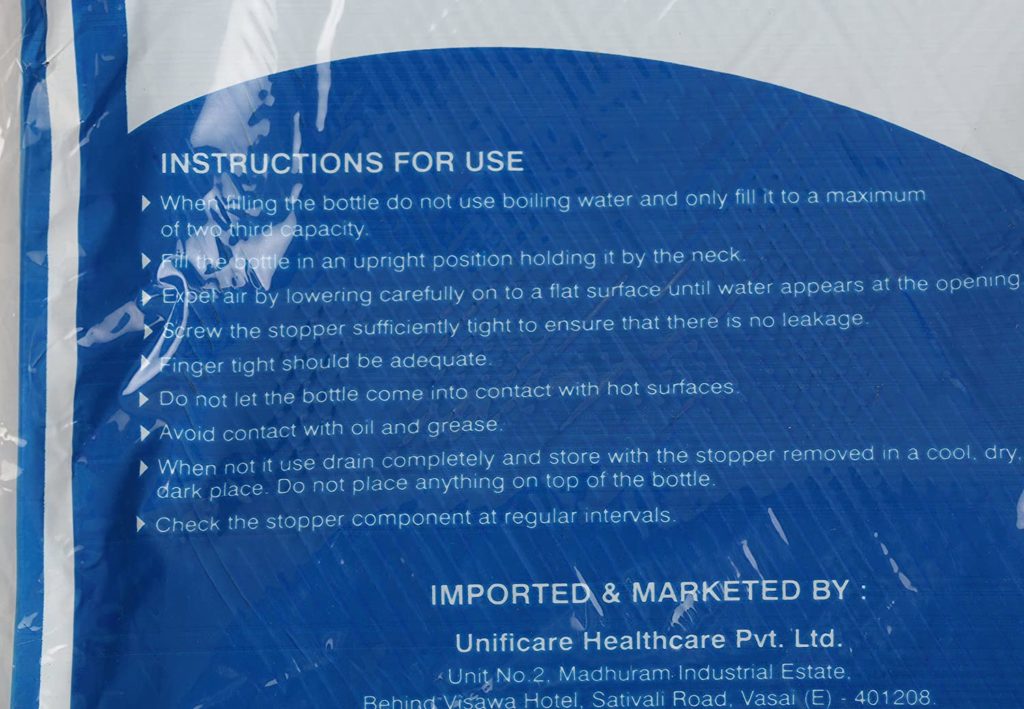 INSTRUCTIONS FOR USE
When filling the bottle do not use boiling water and only fill it to a maximum
of two third capacity.
Fill the bottle in an upright position holding it by the neck.
Expel air by lowering carefully on to a flat surface until water appears at the opening
Screw the stopper sufficiently tight to ensure that there is no leakage.
Finger tight should be adequate.
Do not let the bottle come into contact with hot surfaces.
Avoid contact with oil and grease.
When not it use drain completely and store with the stopper removed in a cool, dry,
dark place. Do not place anything on top of the bottle.
Check the stopper component at regular intervals.
IMPORTED & MARKETED BY :
Unificare Healthcare Pvt. Ltd.
Unit No.2, Madhuram Industrial Estate,
Behind Visawa Hotel, Sativali Road, Vasai (E) - 401208.